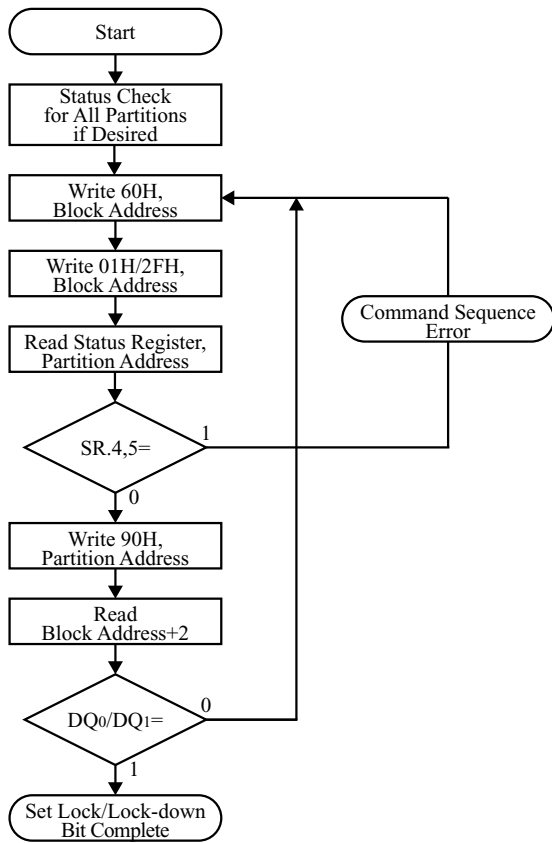 Start
Status Check
for All Partitions
if Desired
Write 60H,
Block Address
Write 01H/2FH,
Block Address
Read Status Register,
Partition Address
Command Sequence
Error
SR.4,5=
1
0
Write 90H,
Partition Address
Read
Block Address+2
DQ0/DQ1=
0
1
Set Lock/Lock-down
Bit Complete